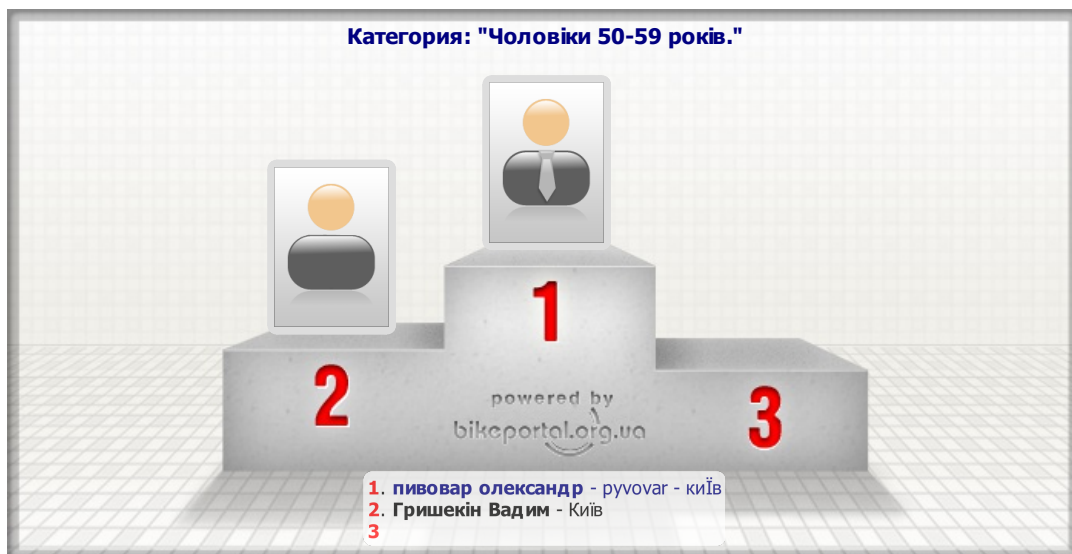 Категория: "Чоловіки 50-59 років."
1
2
3
powered by
bikeportal.org.ua
1. пивовар олександр - pyvovar - киЇв
2. Гришекін Вадим - Київ
3